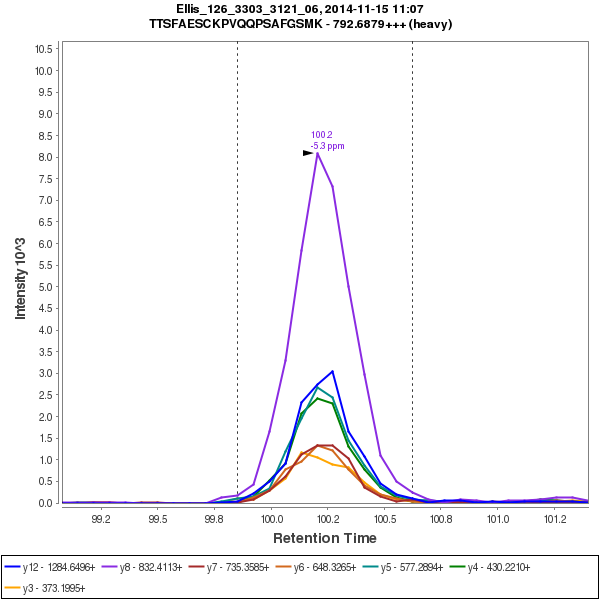 Ellis_126_3303_3121_06, 2014-11-15 11:07
TTSFAESCKPVQQPSAFGSMK - 792.6879+++ (heavy)
10.5
10.0
9.5
9.0
8.5
8.0
7.5
7.0
6.5
6.0
5.5
5.0
4.5
4.0
3.5
3.0
2.5
2.0
1.5
1.0
0.5
0.0
Intensity 10^3
100.2
-5.3 ppm
99.2 99.5 99.8 100.0 100.2 100.5 100.8 101.0 101.2
Retention Time
y12 - 1284.6496+ y8 - 832.4113+ y7 - 735.3585+ y6 - 648.3265+ y5 - 577.2894+ y4 - 430.2210+
y3 - 373.1995+